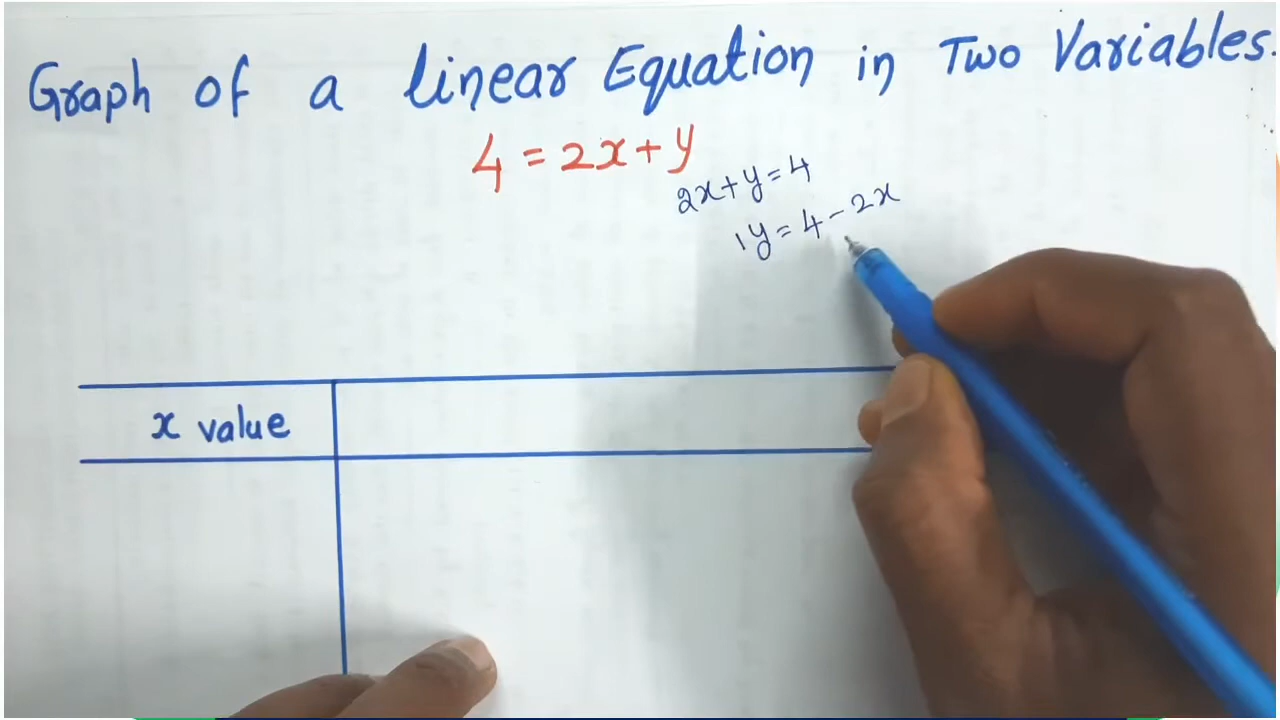 Graph of a linear Equation in Two Variables.
4 = 2x + y
2x + y = 4
1y = 4 - 2x
x value